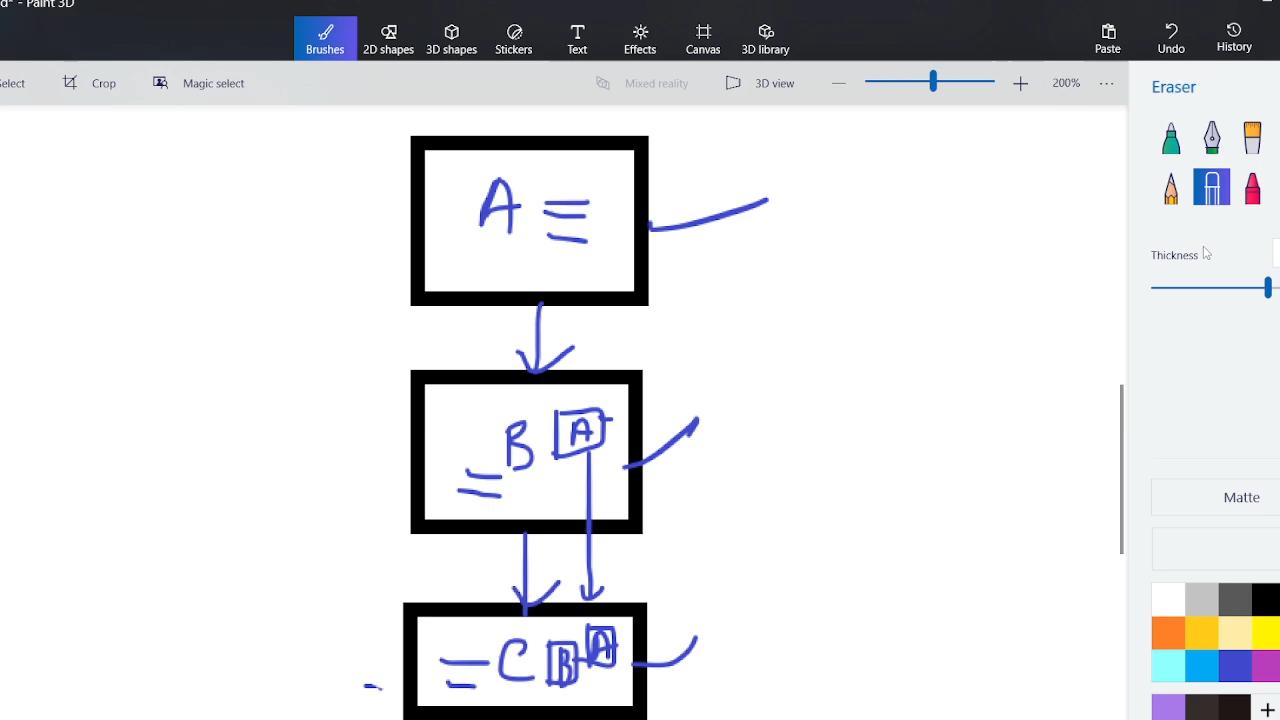 d* - Paint 3D
Brushes 2D shapes 3D shapes Stickers Text Effects Canvas 3D library Paste Undo History
Select Crop Magic select Mixed reality 3D view 200% ...
Eraser
Thickness
Matte
A
B A
C B A